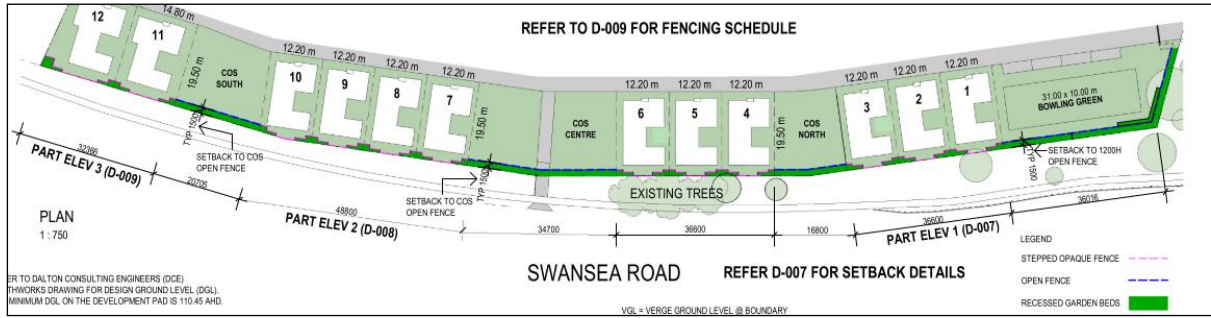 REFER TO D-009 FOR FENCING SCHEDULE
12
14.80 m
11
19.50 m
COS
SOUTH
12.20 m
12.20 m
12.20 m
12.20 m
10
9
8
7
19.50 m
COS
CENTRE
12.20 m
12.20 m
12.20 m
6
5
4
19.50 m
COS
NORTH
12.20 m
12.20 m
12.20 m
3
2
1
31.00 x 10.00 m
BOWLING GREEN
TYP 1500
SETBACK TO COS
OPEN FENCE
TYP 1500
SETBACK TO COS
OPEN FENCE
TYP 1500
SETBACK TO 1200H
OPEN FENCE
EXISTING TREES
32366
PART ELEV 3 (D-009)
20705
48800
PART ELEV 2 (D-008)
34700
36600
16800
36600
PART ELEV 1 (D-007)
36016
PLAN
1 : 750
SWANSEA ROAD
REFER D-007 FOR SETBACK DETAILS
LEGEND
STEPPED OPAQUE FENCE
OPEN FENCE
RECESSED GARDEN BEDS
ER TO DALTON CONSULTING ENGINEERS (DCE)
THWORKS DRAWING FOR DESIGN GROUND LEVEL (DGL).
MINIMUM DGL ON THE DEVELOPMENT PAD IS 110.45 AHD.
VGL = VERGE GROUND LEVEL @ BOUNDARY